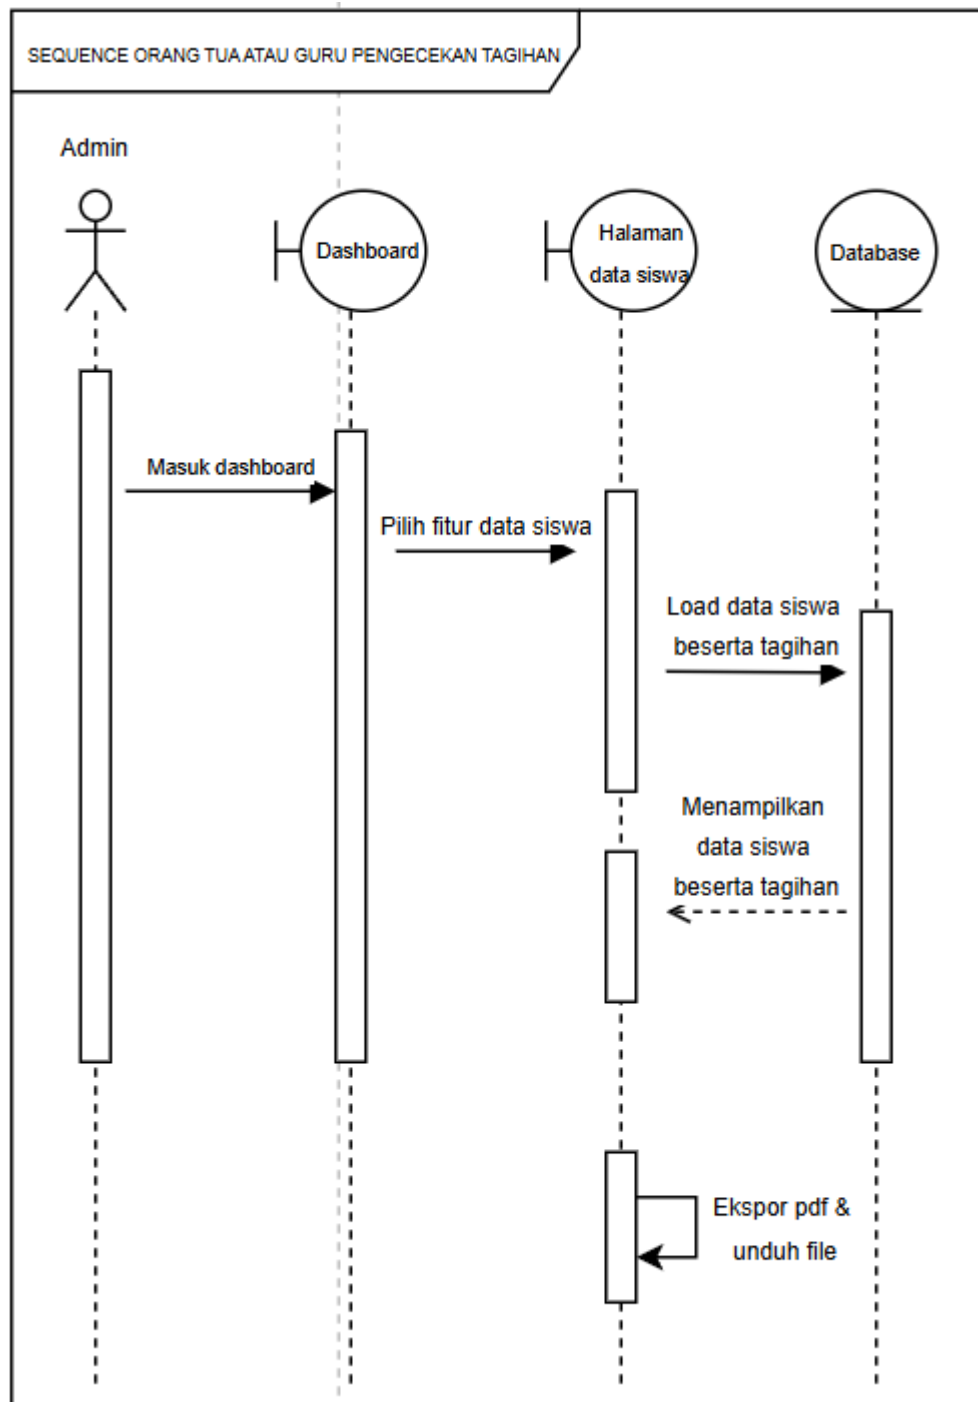 SEQUENCE ORANG TUA ATAU GURU PENGECEKAN TAGIHAN
Admin
Dashboard
Halaman
data siswa
Database
Masuk dashboard
Pilih fitur data siswa
Load data siswa
beserta tagihan
Menampilkan
data siswa
beserta tagihan
Ekspor pdf &
unduh file